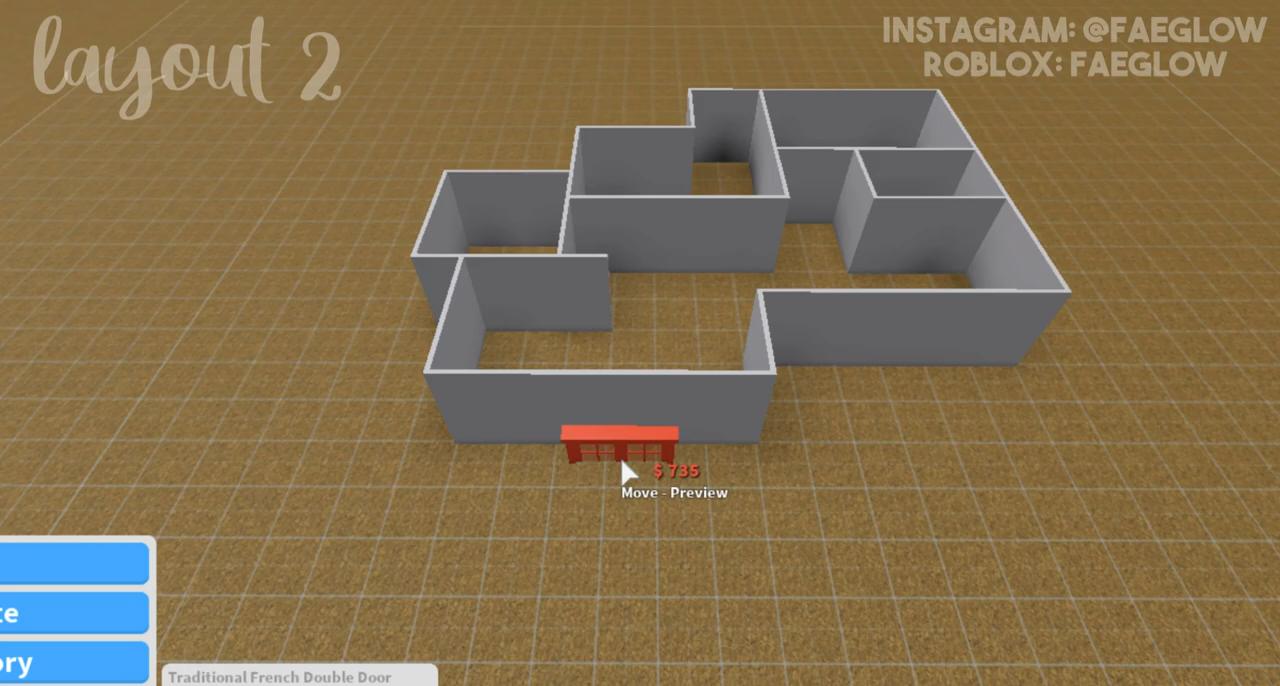 layout 2
INSTAGRAM: @FAEGLOW
ROBLOX: FAEGLOW
$ 735
Move - Preview
te
ory
Traditional French Double Door